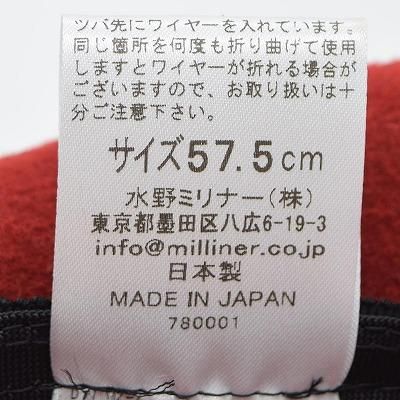 ツバ先にワイヤーを入れています。
同じ箇所を何度も折り曲げて使用
しますとワイヤーが折れる場合が
ございますので、お取り扱いは十
分ご注意下さい。
サイズ57.5cm
水野ミリナー(株)
東京都墨田区八広6-19-3
info@milliner.co.jp
日本製
MADE IN JAPAN
780001